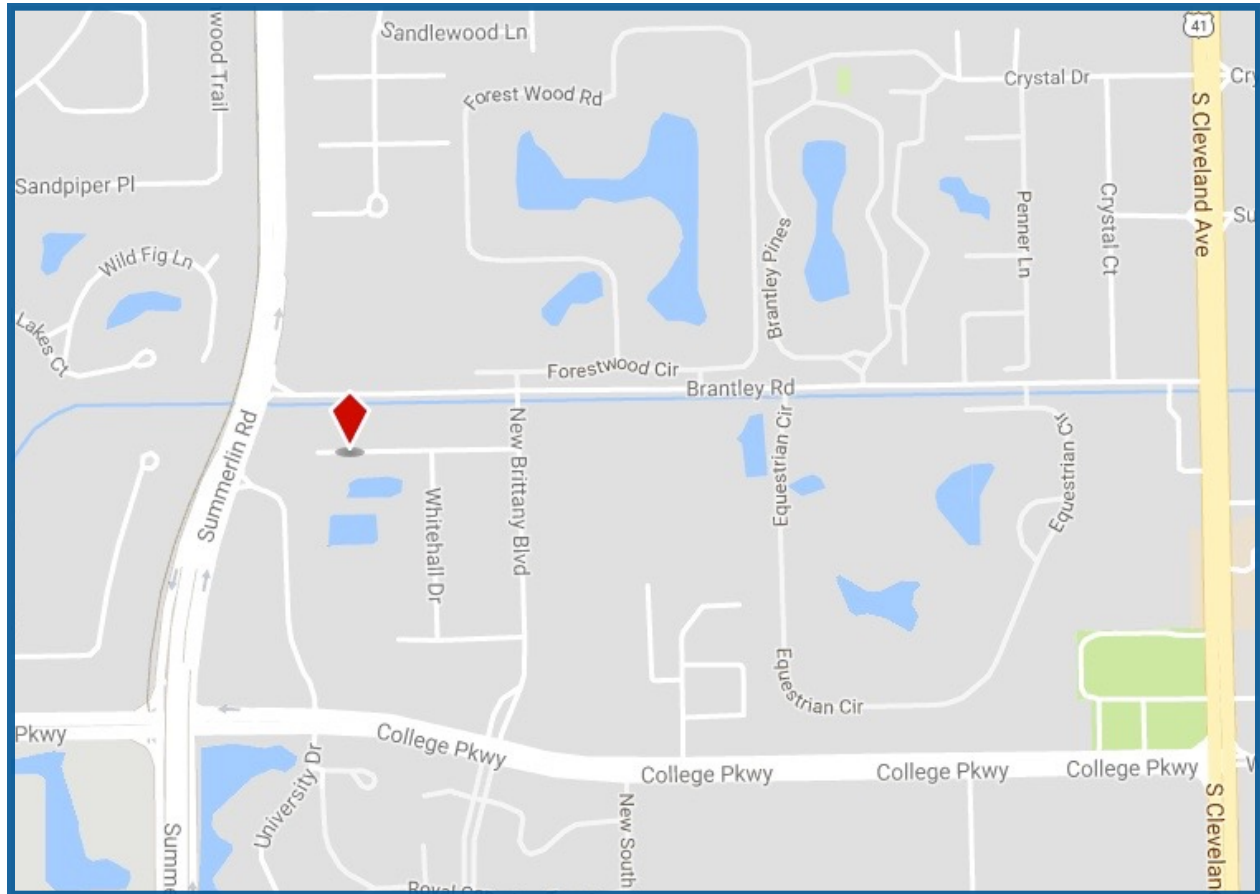 41
Sandlewood Ln
wood Trail
Forest Wood Rd
Crystal Dr
Cry
S Cleveland Ave
Sandpiper Pl
Penner Ln
Crystal Ct
Su
Wild Fig Ln
Brantley Pines
Lakes Ct
Forestwood Cir
Brantley Rd
Summerlin Rd
New Brittany Blvd
Equestrian Cir
Equestrian Cir
Whitehall Dr
Equestrian Cir
Pkwy
College Pkwy
College Pkwy
College Pkwy
College Pkwy
W
University Dr
Summe
New South
S Clevelan